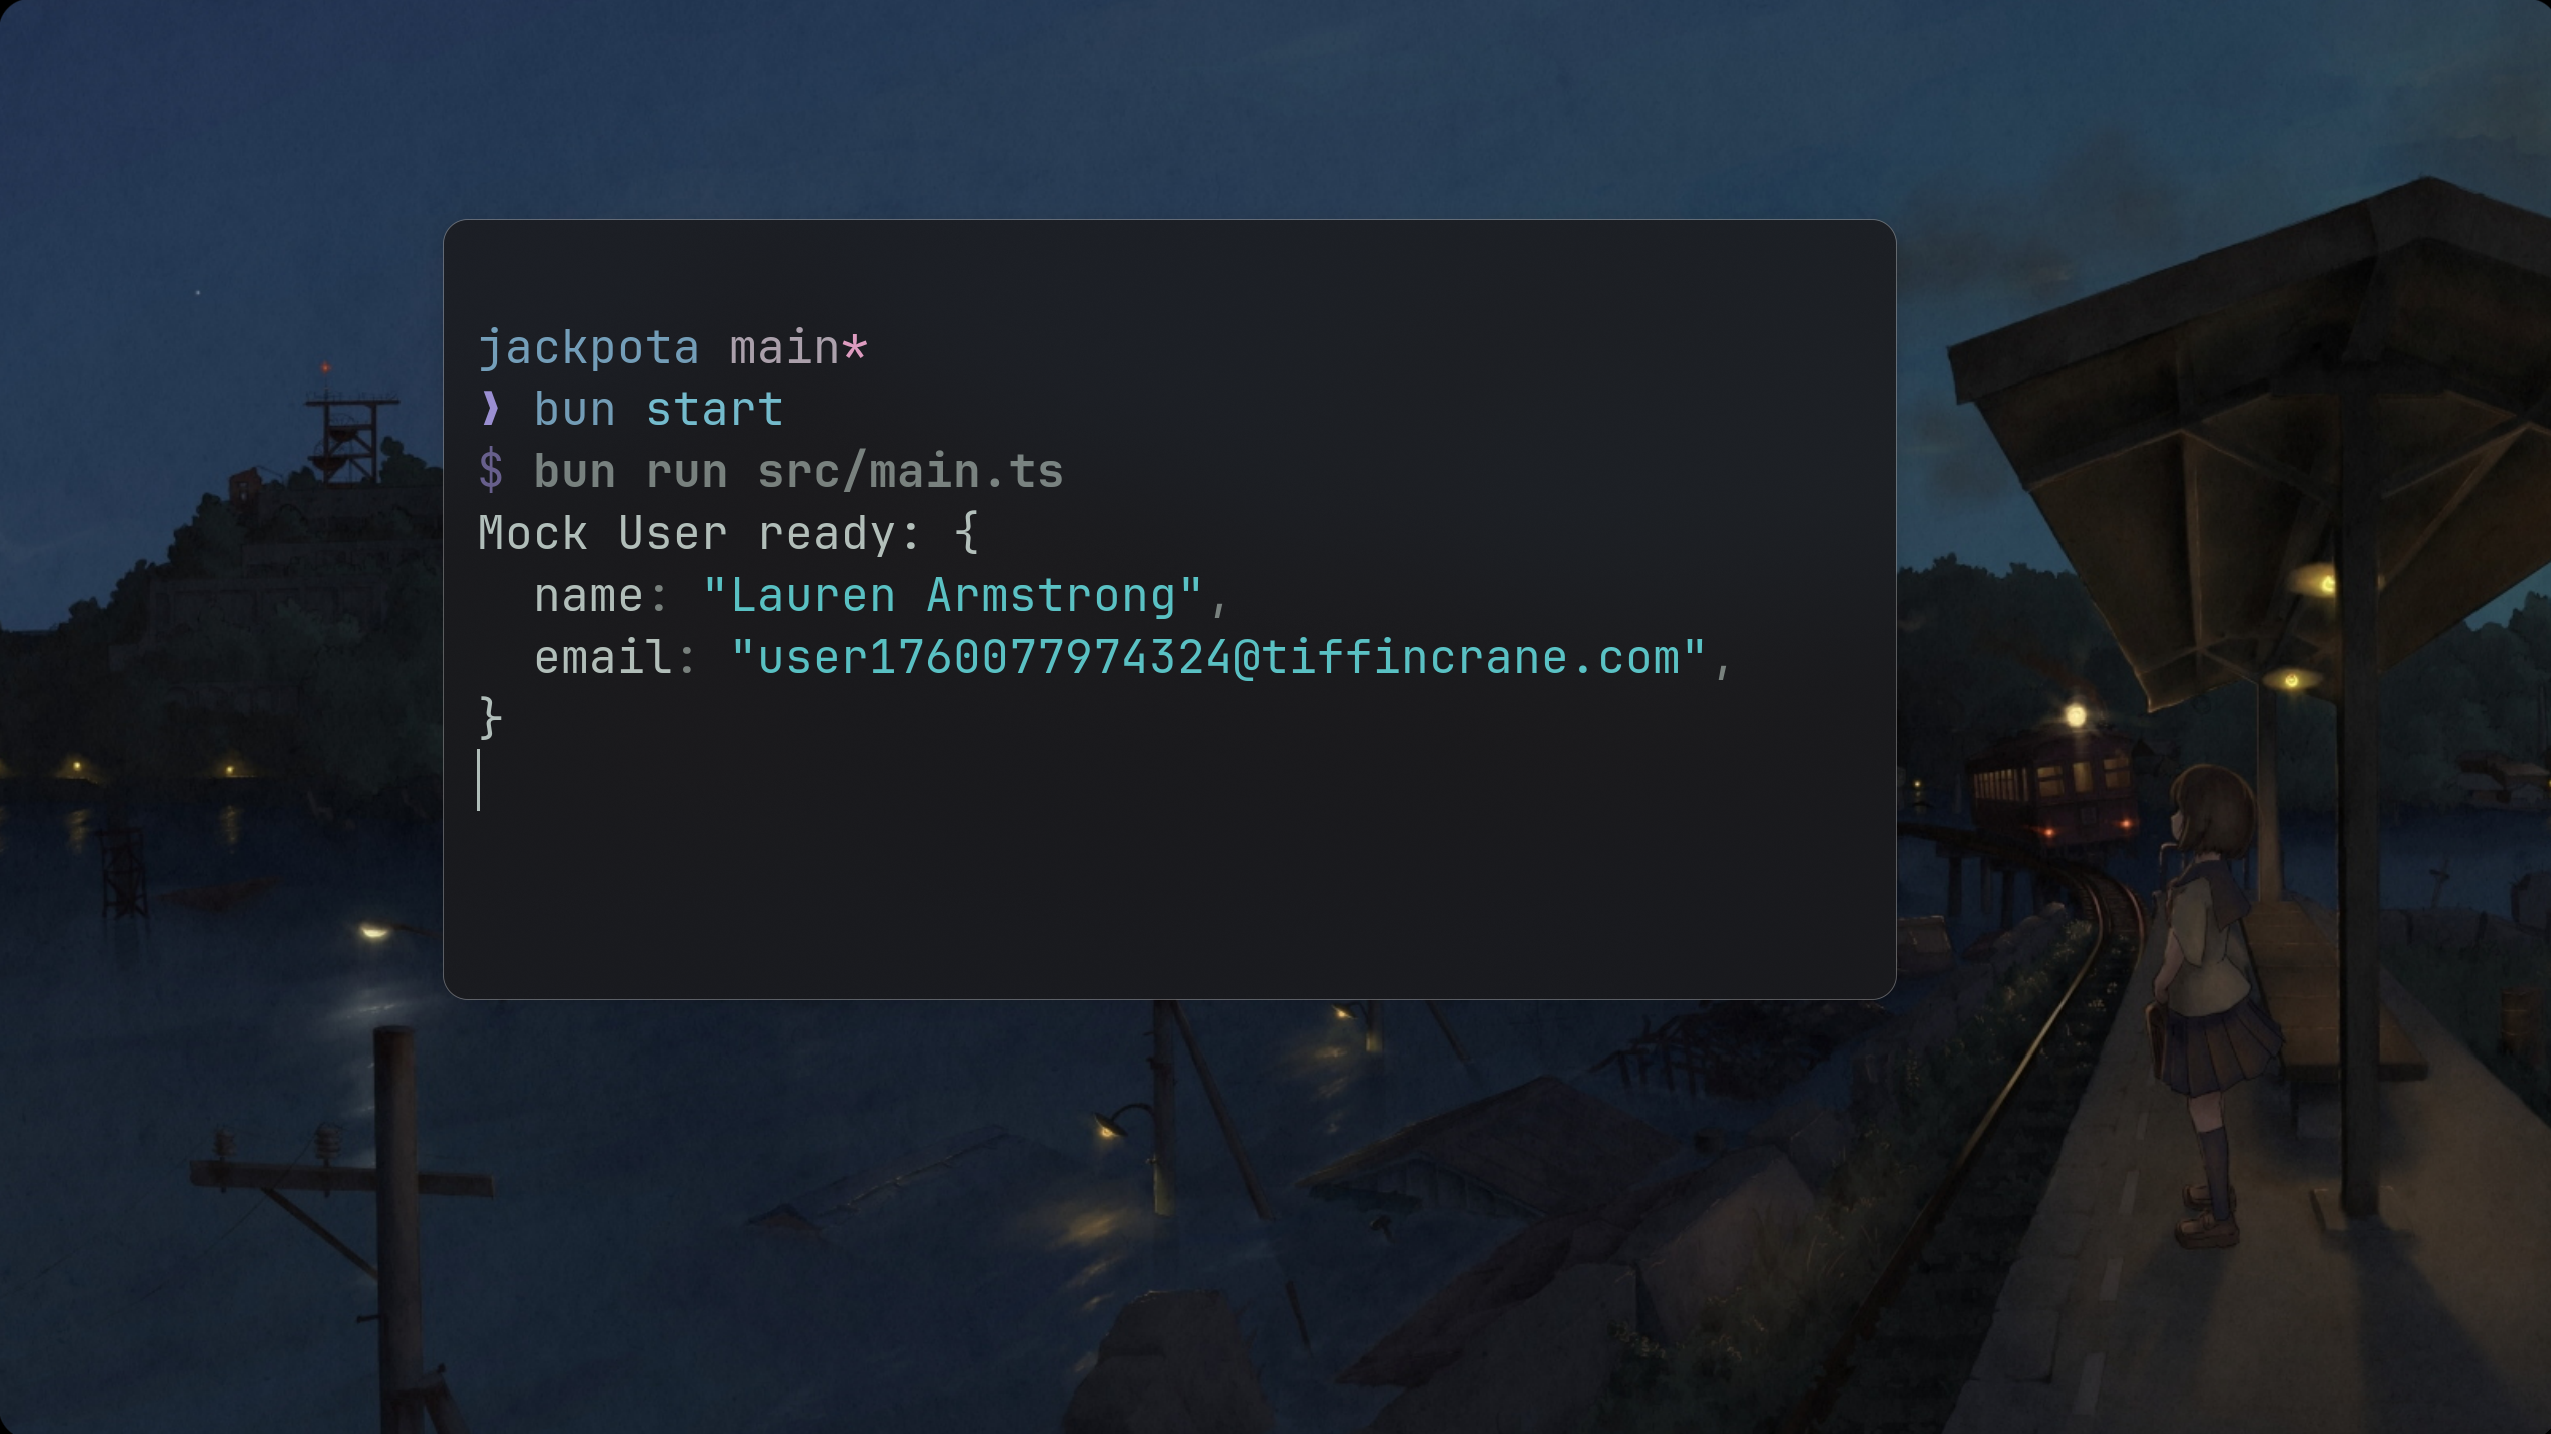 jackpota main*
❯ bun start
$ bun run src/main.ts
Mock User ready: {
  name: "Lauren Armstrong",
  email: "user1760077974324@tiffincrane.com",
}